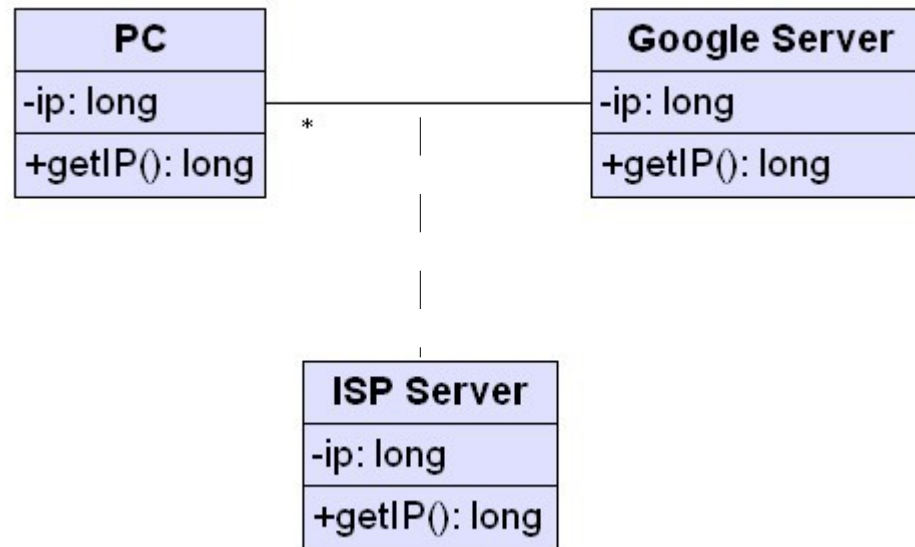 PC
-ip: long
+getIP(): long
*
Google Server
-ip: long
+getIP(): long
ISP Server
-ip: long
+getIP(): long